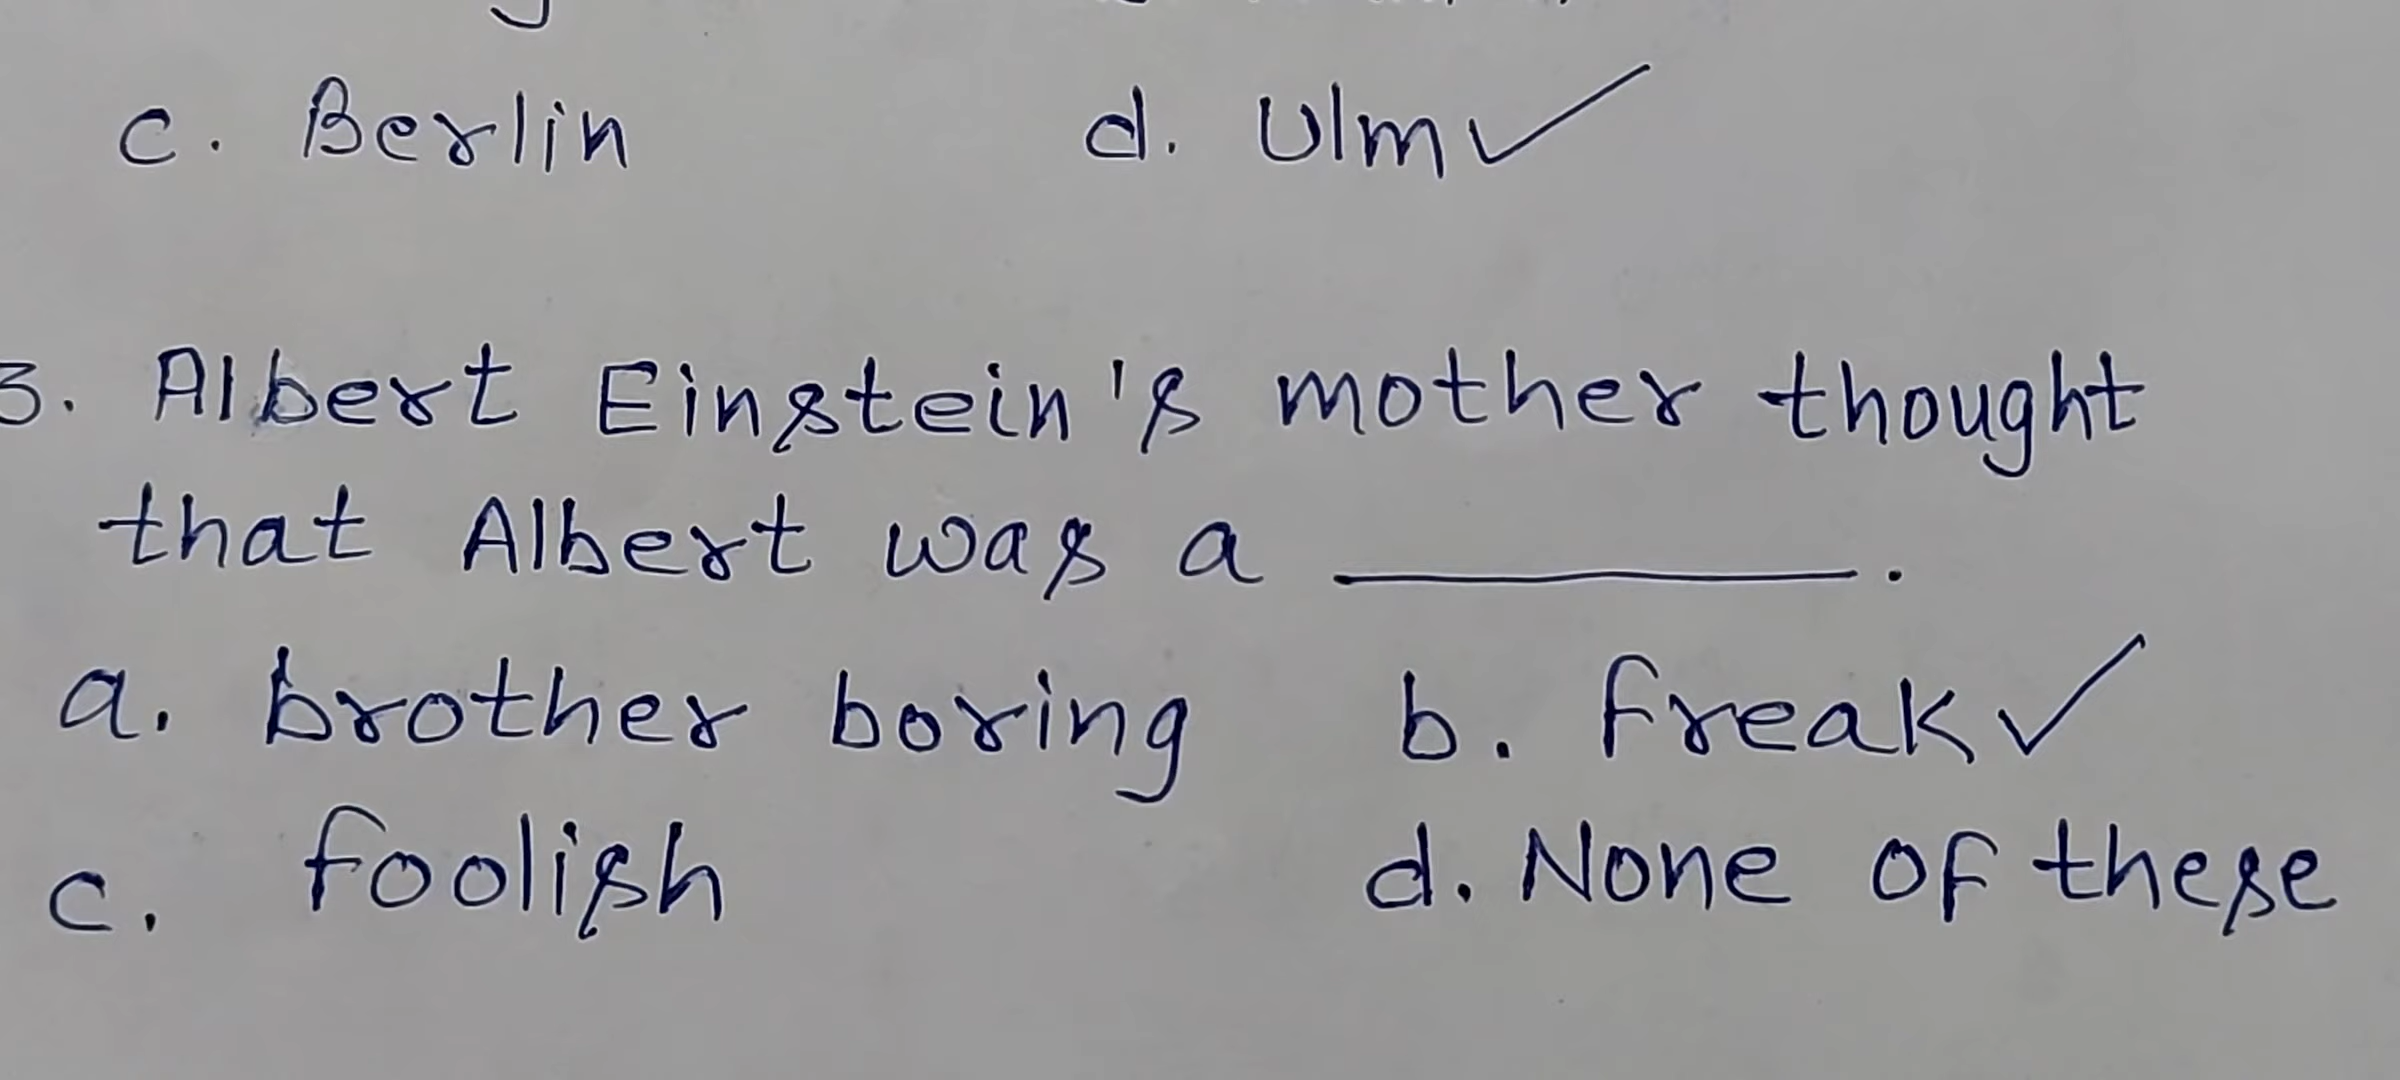 c. Berlin d. Ulm ✓
3. Albert Einstein's mother thought
that Albert was a ________.
a. brother boring b. freak ✓
c. foolish d. None of these